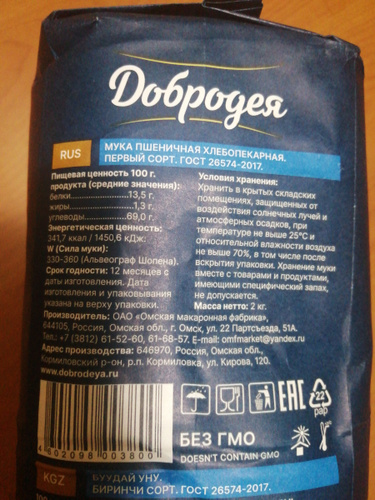 Добродея
RUS
МУКА ПШЕНИЧНАЯ ХЛЕБОПЕКАРНАЯ.
ПЕРВЫЙ СОРТ. ГОСТ 26574-2017.
Пищевая ценность 100 г.
продукта (средние значения):
белки..........................13,5 г.
жиры..........................1,3 г.
углеводы..................69,0 г.
Энергетическая ценность:
341,7 ккал / 1450,6 кДж.
W (Сила муки):
330-360 (Альвеограф Шопена).
Срок годности: 12 месяцев с
даты изготовления. Дата
изготовления и упаковывания
указана на верху упаковки.
Условия хранения:
Хранить в крытых складских
помещениях, защищенных от
воздействия солнечных лучей и
атмосферных осадков, при
температуре не выше 25°С и
относительной влажности воздуха
не выше 70%, в том числе после
вскрытия упаковки. Хранение муки
вместе с товарами и продуктами,
имеющими специфический запах,
не допускается.
Масса нетто: 2 кг.
Производитель: ОАО «Омская макаронная фабрика».
644105, Россия, Омская обл., г. Омск, ул. 22 Партсъезда, 51А.
Тел.: +7 (3812) 61-52-60, 61-68-57. E-mail: omfmarket@yandex.ru
Адрес производства: 646970, Россия, Омская обл.,
Кормиловский р-он, р.п. Кормиловка, ул. Кирова, 120.
www.dobrodeya.ru
4602098003800
EAC
22
pap
БЕЗ ГМО
DOESN'T CONTAIN GMO
KGZ
БУУДАЙ УНУ.
БИРИНЧИ СОРТ. ГОСТ 26574-2017.